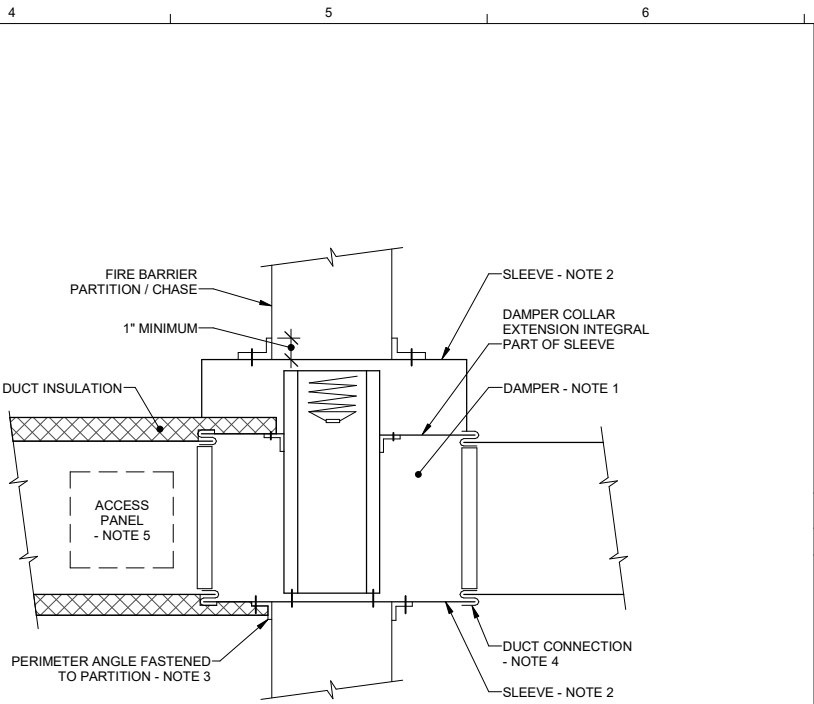 4
5
6
FIRE BARRIER
PARTITION / CHASE
1" MINIMUM
DUCT INSULATION
SLEEVE - NOTE 2
DAMPER COLLAR
EXTENSION INTEGRAL
PART OF SLEEVE
DAMPER - NOTE 1
ACCESS
PANEL
- NOTE 5
PERIMETER ANGLE FASTENED
TO PARTITION - NOTE 3
DUCT CONNECTION
- NOTE 4
SLEEVE - NOTE 2